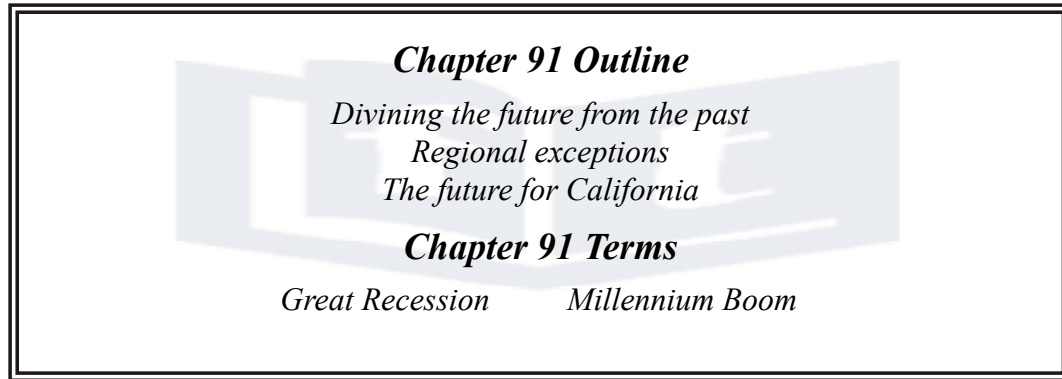 Chapter 91 Outline
Divining the future from the past
Regional exceptions
The future for California
Chapter 91 Terms
Great Recession Millennium Boom